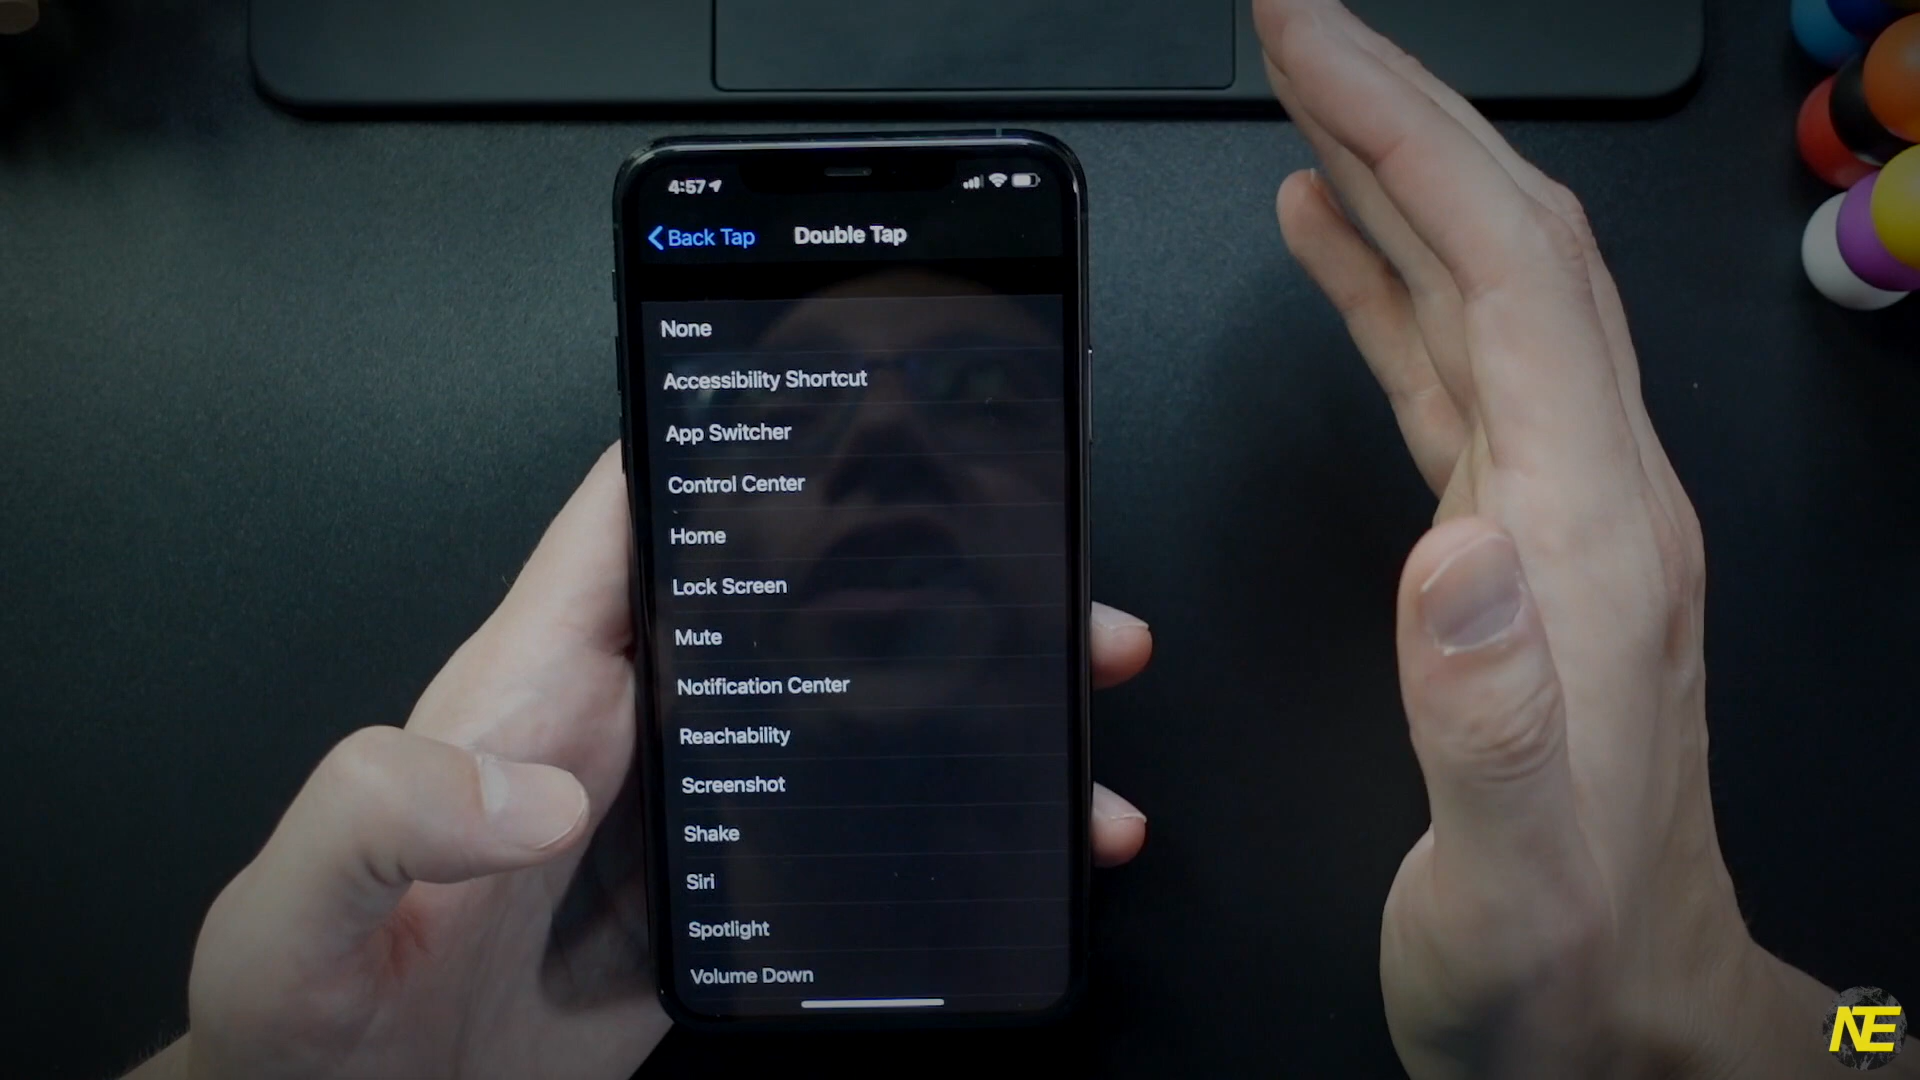 4:57
Back Tap
Double Tap
None
Accessibility Shortcut
App Switcher
Control Center
Home
Lock Screen
Mute
Notification Center
Reachability
Screenshot
Shake
Siri
Spotlight
Volume Down
NE